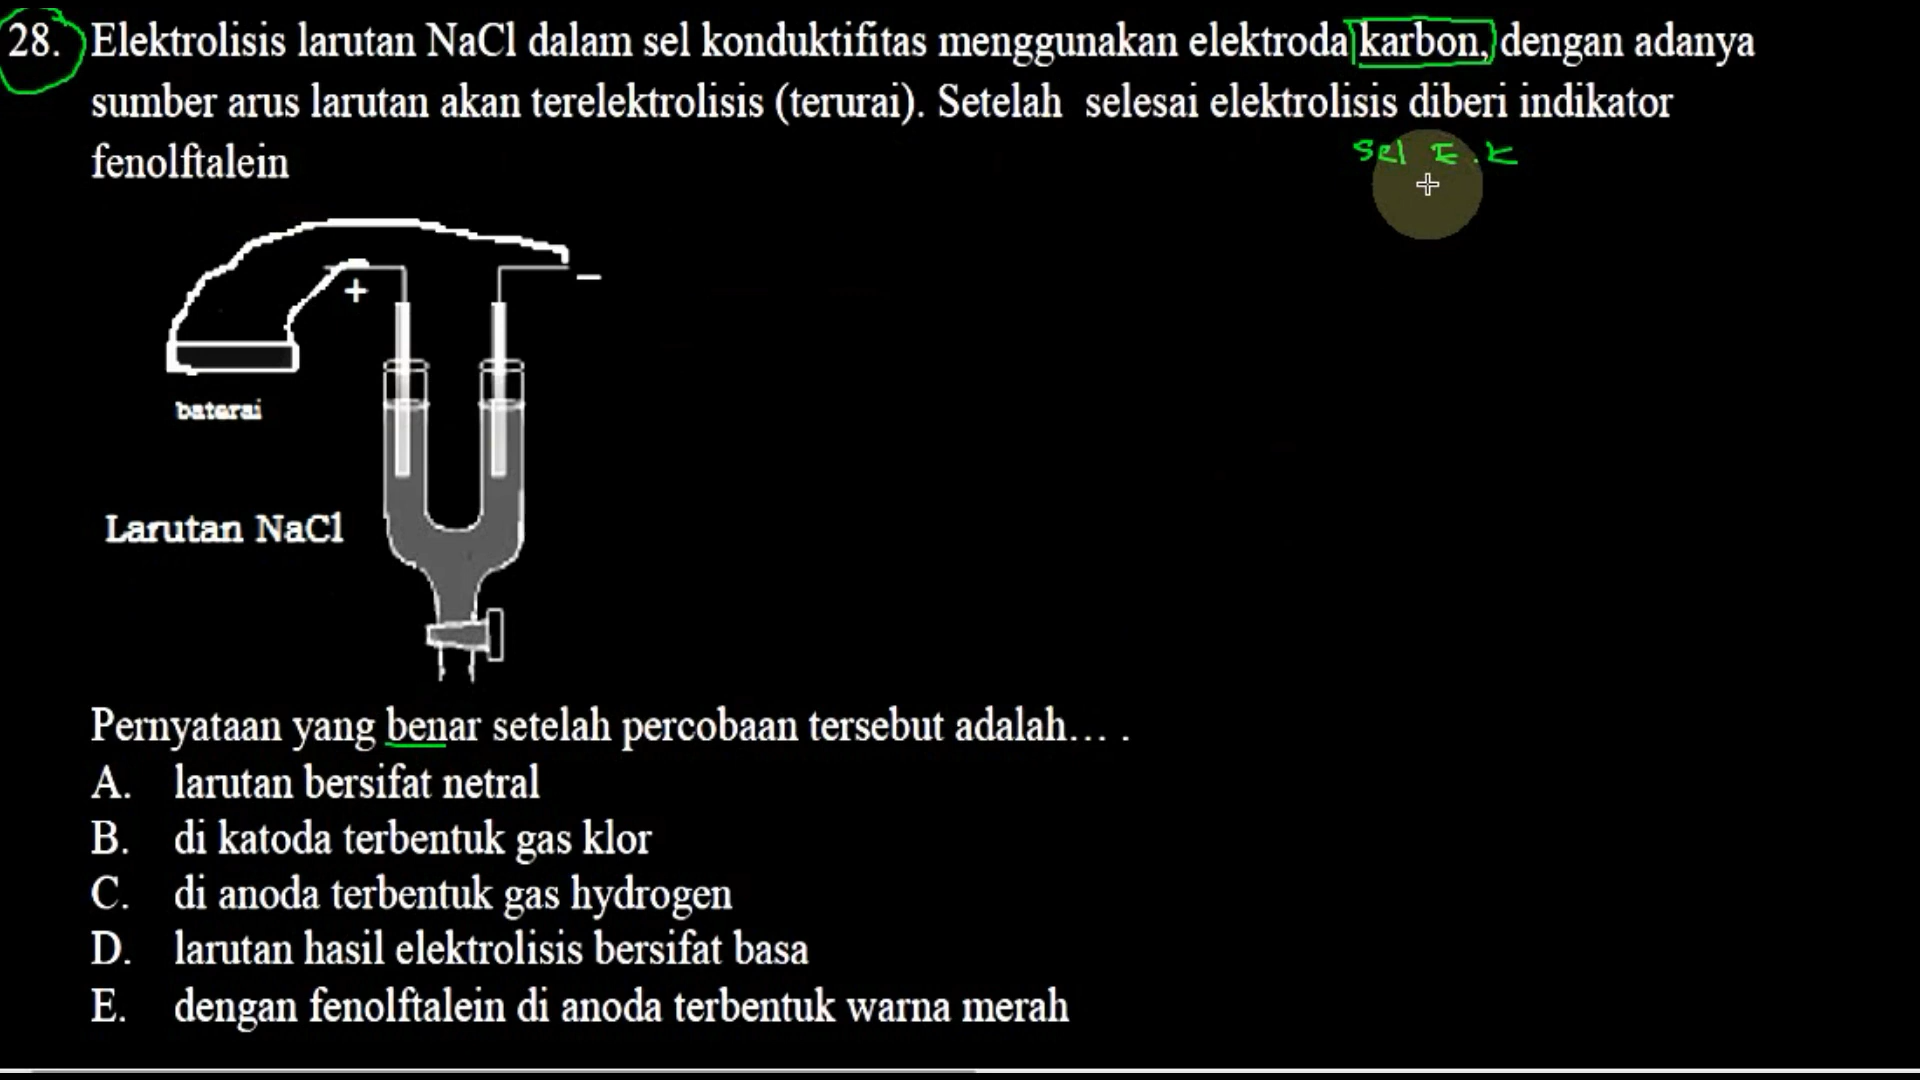 28. Elektrolisis larutan NaCl dalam sel konduktifitas menggunakan elektroda karbon, dengan adanya
sumber arus larutan akan terelektrolisis (terurai). Setelah selesai elektrolisis diberi indikator
fenolftalein
Sel E.K
+
−
baterai
Larutan NaCl
Pernyataan yang benar setelah percobaan tersebut adalah… .
A. larutan bersifat netral
B. di katoda terbentuk gas klor
C. di anoda terbentuk gas hydrogen
D. larutan hasil elektrolisis bersifat basa
E. dengan fenolftalein di anoda terbentuk warna merah